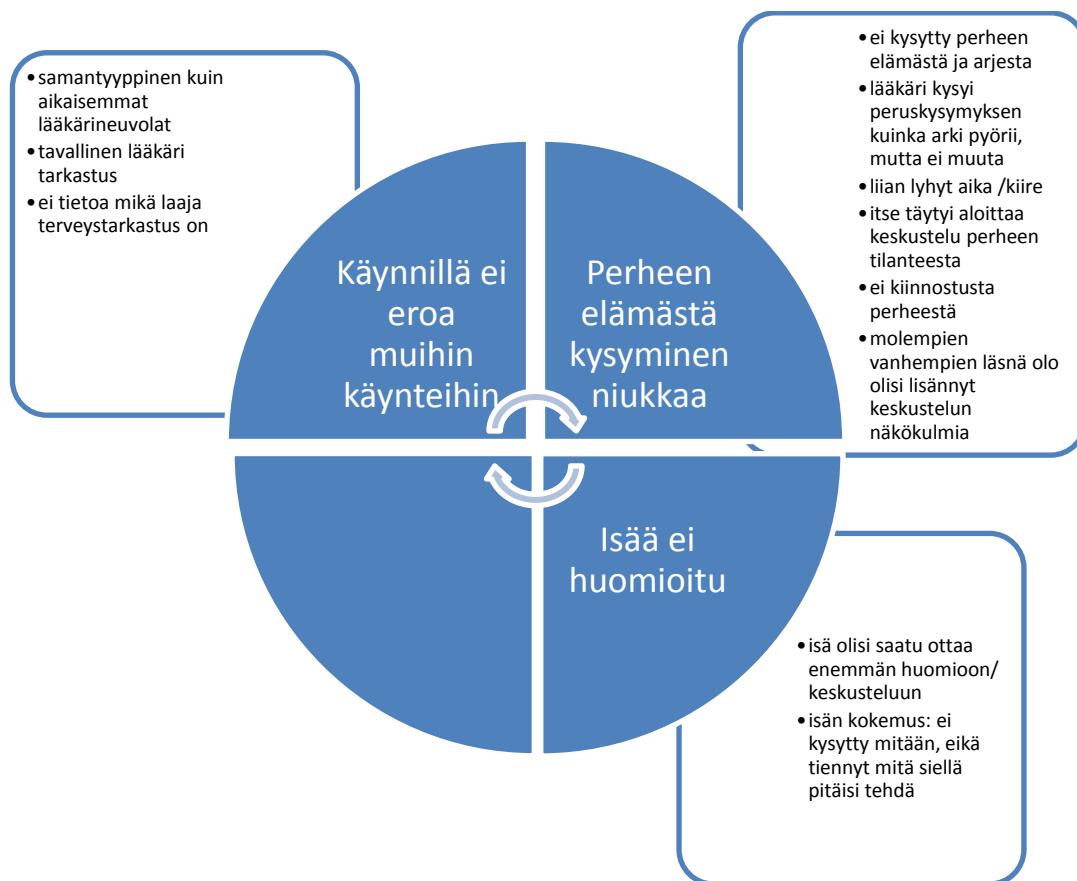 •samantyyppinen kuin
aikaisemmat
lääkärineuvolat
•tavallinen lääkäri
tarkastus
•ei tietoa mikä laaja
terveystarkastus on
•ei kysytty perheen
elämästä ja arjesta
•lääkäri kysyi
peruskysymyksen
kuinka arki pyörii,
mutta ei muuta
•liian lyhyt aika /kiire
•itse täytyi aloittaa
keskustelu perheen
tilanteesta
•ei kiinnostusta
perheestä
•molempien
vanhempien läsnä olo
olisi lisännyt
keskustelun
näkökulmia
Käynnillä ei
eroa
muihin
käynteihin
Perheen
elämästä
kysyminen
niukkaa
Isää ei
huomioitu
•isä olisi saatu ottaa
enemmän huomioon/
keskusteluun
•isän kokemus: ei
kysytty mitään, eikä
tiennyt mitä siellä
pitäisi tehdä